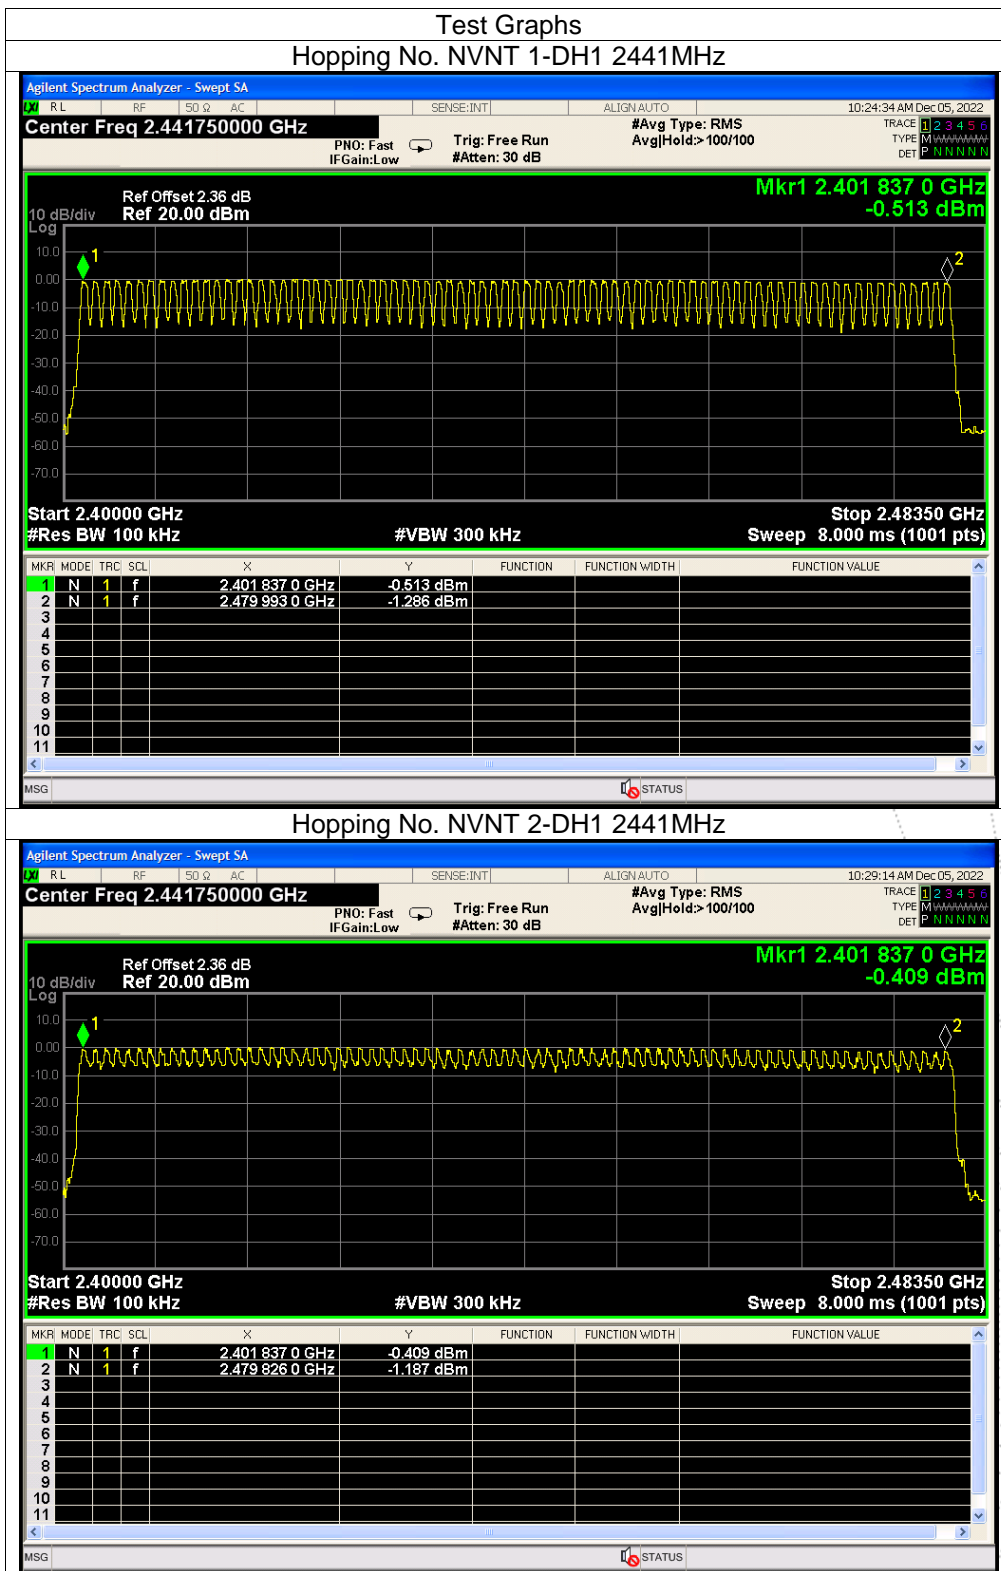 Test Graphs
Hopping No. NVNT 1-DH1 2441MHz
Agilent Spectrum Analyzer - Swept SA
LXI RL RF 50 Ω AC SENSE:INT ALIGN AUTO 10:24:34 AM Dec 05, 2022
Center Freq 2.441750000 GHz #Avg Type: RMS TRACE 1 2 3 4 5 6
PNO: Fast Trig: Free Run Avg|Hold:>100/100 TYPE M WWWWW
IFGain:Low #Atten: 30 dB DET P N N N N N
Mkr1 2.401 837 0 GHz
Ref Offset 2.36 dB
10 dB/div Ref 20.00 dBm -0.513 dBm
Log
10.0
1
2
0.00
-10.0
-20.0
-30.0
-40.0
-50.0
-60.0
-70.0
Start 2.40000 GHz Stop 2.48350 GHz
#Res BW 100 kHz #VBW 300 kHz Sweep 8.000 ms (1001 pts)
MKR MODE TRC SCL X Y FUNCTION FUNCTION WIDTH FUNCTION VALUE
1 N 1 f 2.401 837 0 GHz -0.513 dBm
2 N 1 f 2.479 993 0 GHz -1.286 dBm
3
4
5
6
7
8
9
10
11
MSG STATUS
Hopping No. NVNT 2-DH1 2441MHz
Agilent Spectrum Analyzer - Swept SA
LXI RL RF 50 Ω AC SENSE:INT ALIGN AUTO 10:29:14 AM Dec 05, 2022
Center Freq 2.441750000 GHz #Avg Type: RMS TRACE 1 2 3 4 5 6
PNO: Fast Trig: Free Run Avg|Hold:>100/100 TYPE M WWWWW
IFGain:Low #Atten: 30 dB DET P N N N N N
Mkr1 2.401 837 0 GHz
Ref Offset 2.36 dB
10 dB/div Ref 20.00 dBm -0.409 dBm
Log
10.0
1
2
0.00
-10.0
-20.0
-30.0
-40.0
-50.0
-60.0
-70.0
Start 2.40000 GHz Stop 2.48350 GHz
#Res BW 100 kHz #VBW 300 kHz Sweep 8.000 ms (1001 pts)
MKR MODE TRC SCL X Y FUNCTION FUNCTION WIDTH FUNCTION VALUE
1 N 1 f 2.401 837 0 GHz -0.409 dBm
2 N 1 f 2.479 826 0 GHz -1.187 dBm
3
4
5
6
7
8
9
10
11
MSG STATUS